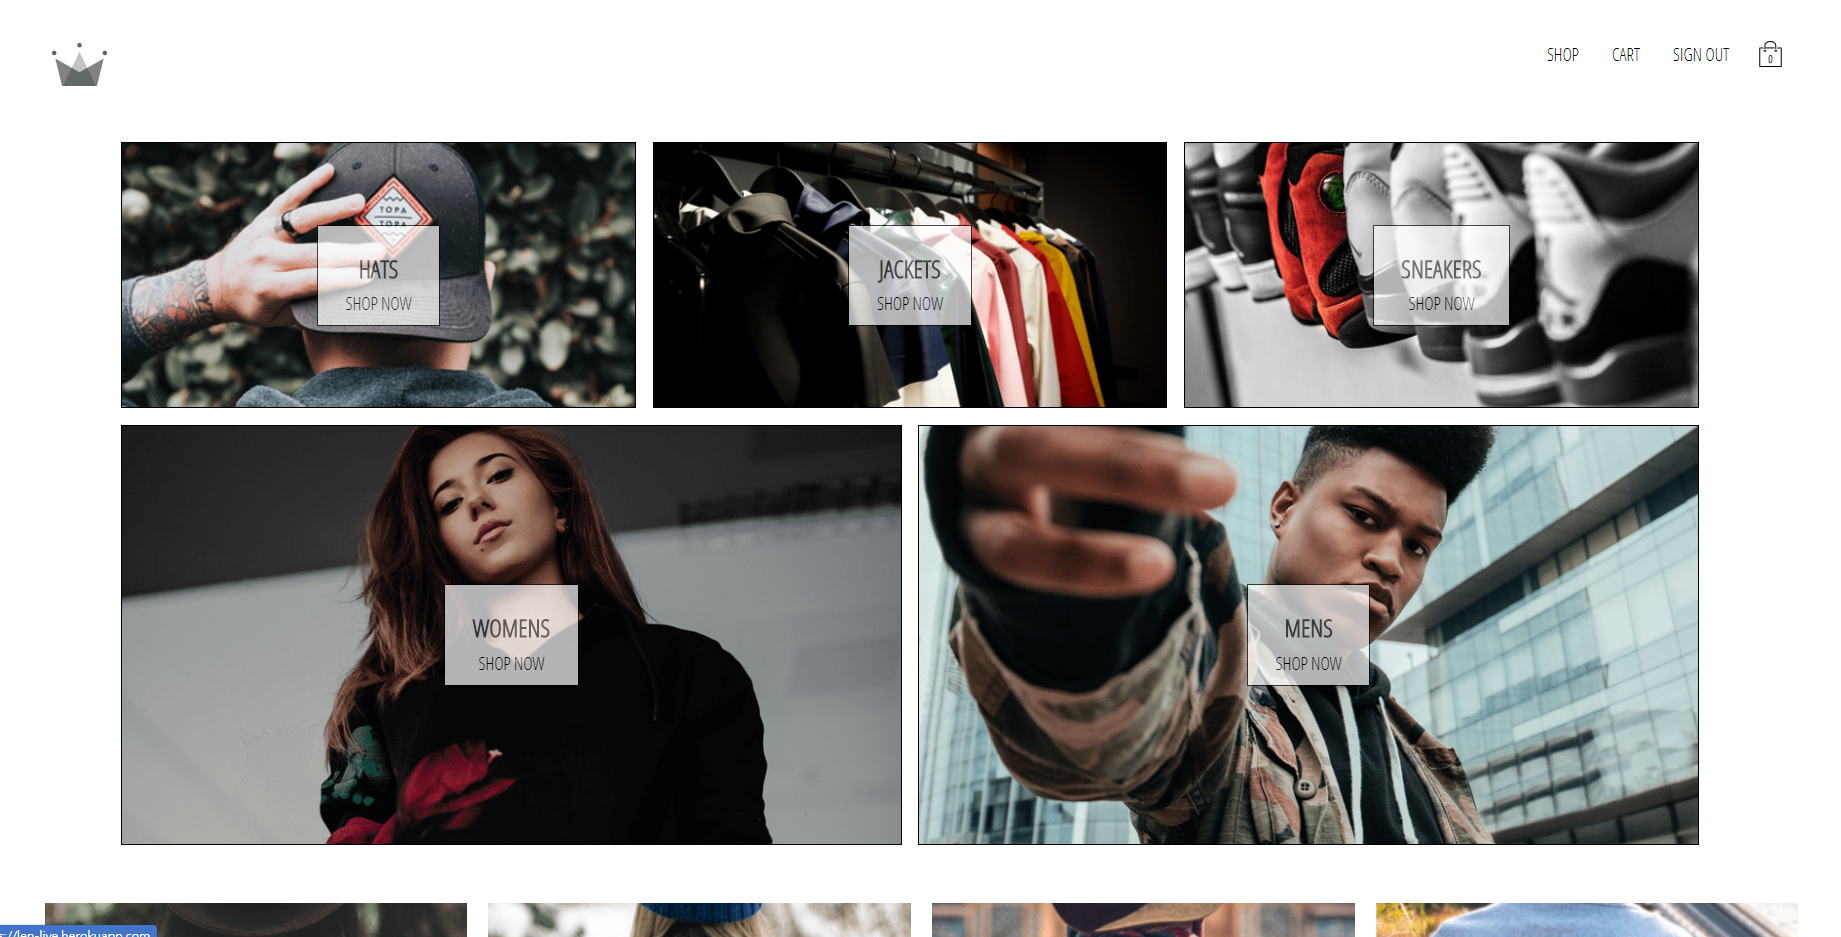 SHOP CART SIGN OUT 0
TOPA
TOPA
HATS
SHOP NOW
JACKETS
SHOP NOW
SNEAKERS
SHOP NOW
WOMENS
SHOP NOW
MENS
SHOP NOW
s://len-live.herokuapp.com